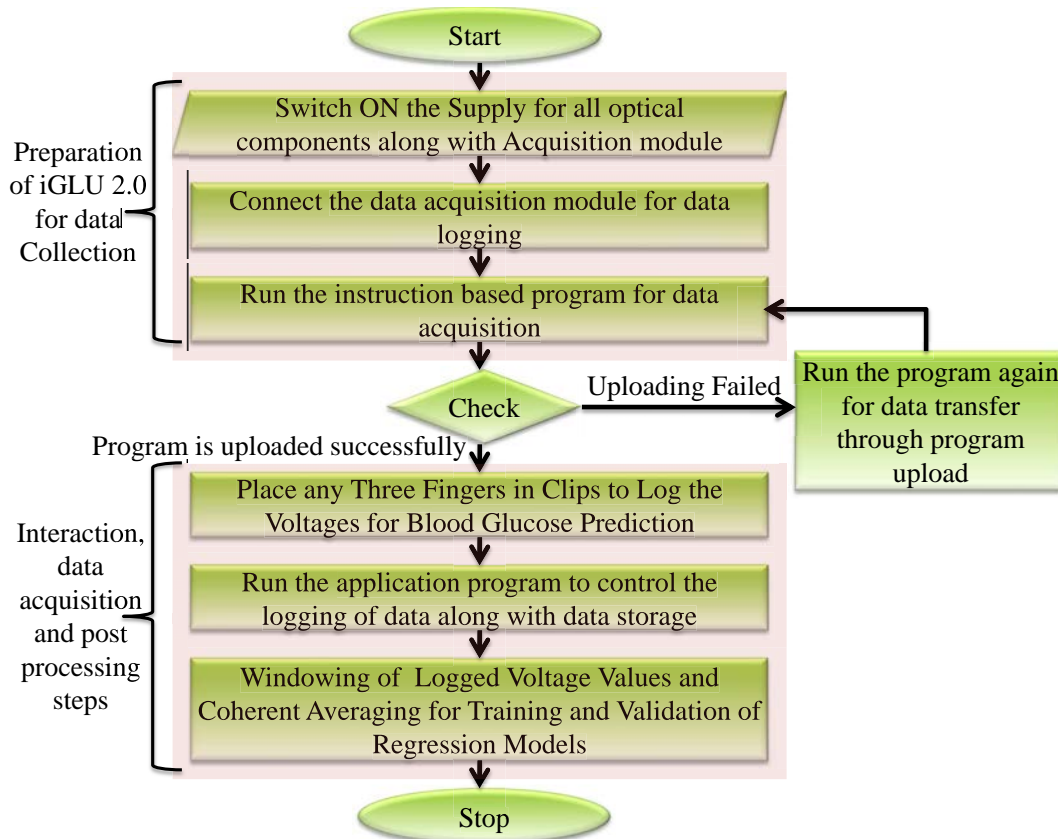 Start
Switch ON the Supply for all optical
components along with Acquisition module
Preparation
of iGLU 2.0
for data
Collection
Connect the data acquisition module for data
logging
Run the instruction based program for data
acquisition
Check
Uploading Failed
Run the program again
for data transfer
through program
upload
Program is uploaded successfully
Place any Three Fingers in Clips to Log the
Voltages for Blood Glucose Prediction
Interaction,
data
acquisition
and post
processing
steps
Run the application program to control the
logging of data along with data storage
Windowing of Logged Voltage Values and
Coherent Averaging for Training and Validation of
Regression Models
Stop